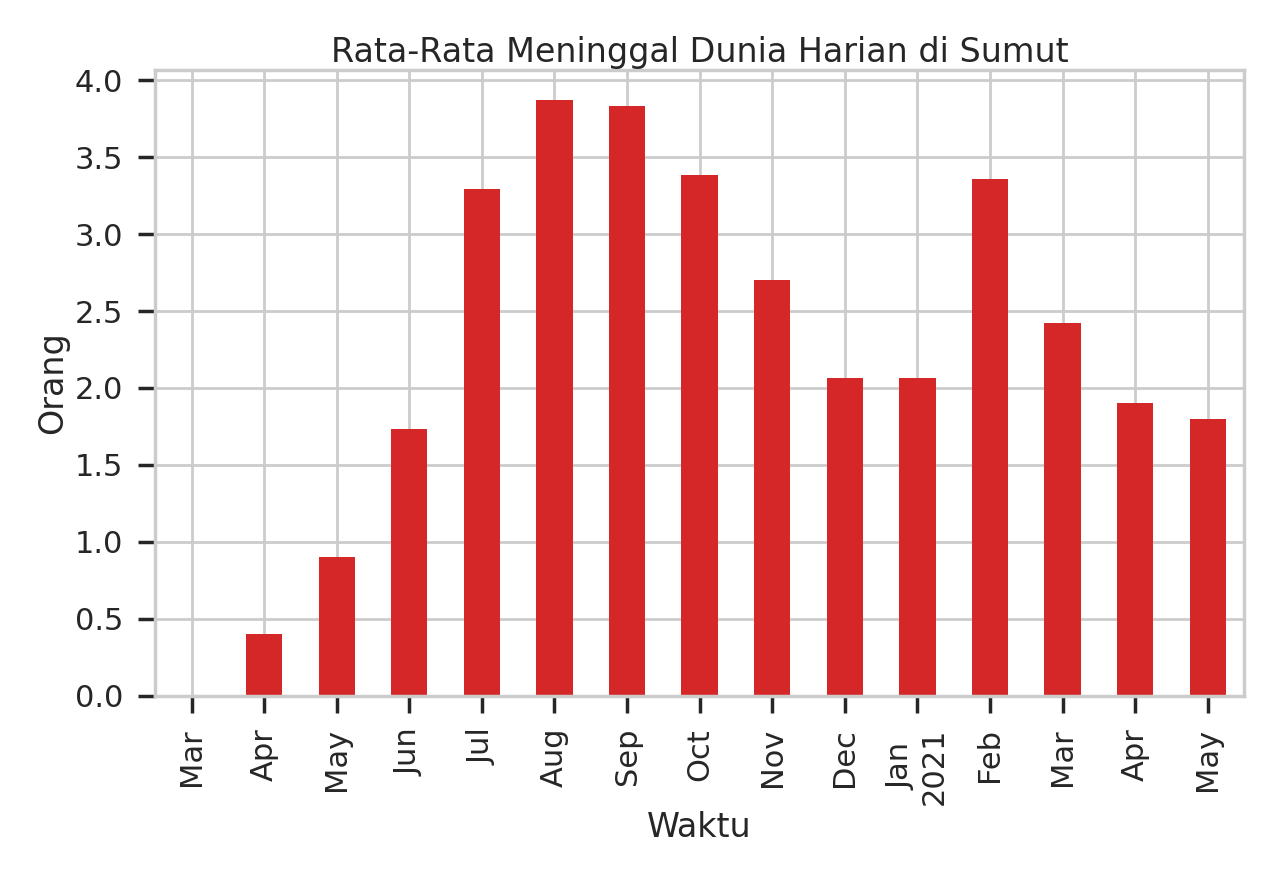 Rata-Rata Meninggal Dunia Harian di Sumut
4.0
3.5
3.0
2.5
2.0
1.5
1.0
0.5
0.0
Orang
Mar
Apr
May
Jun
Jul
Aug
Sep
Oct
Nov
Dec
Jan
2021
Feb
Mar
Apr
May
Waktu